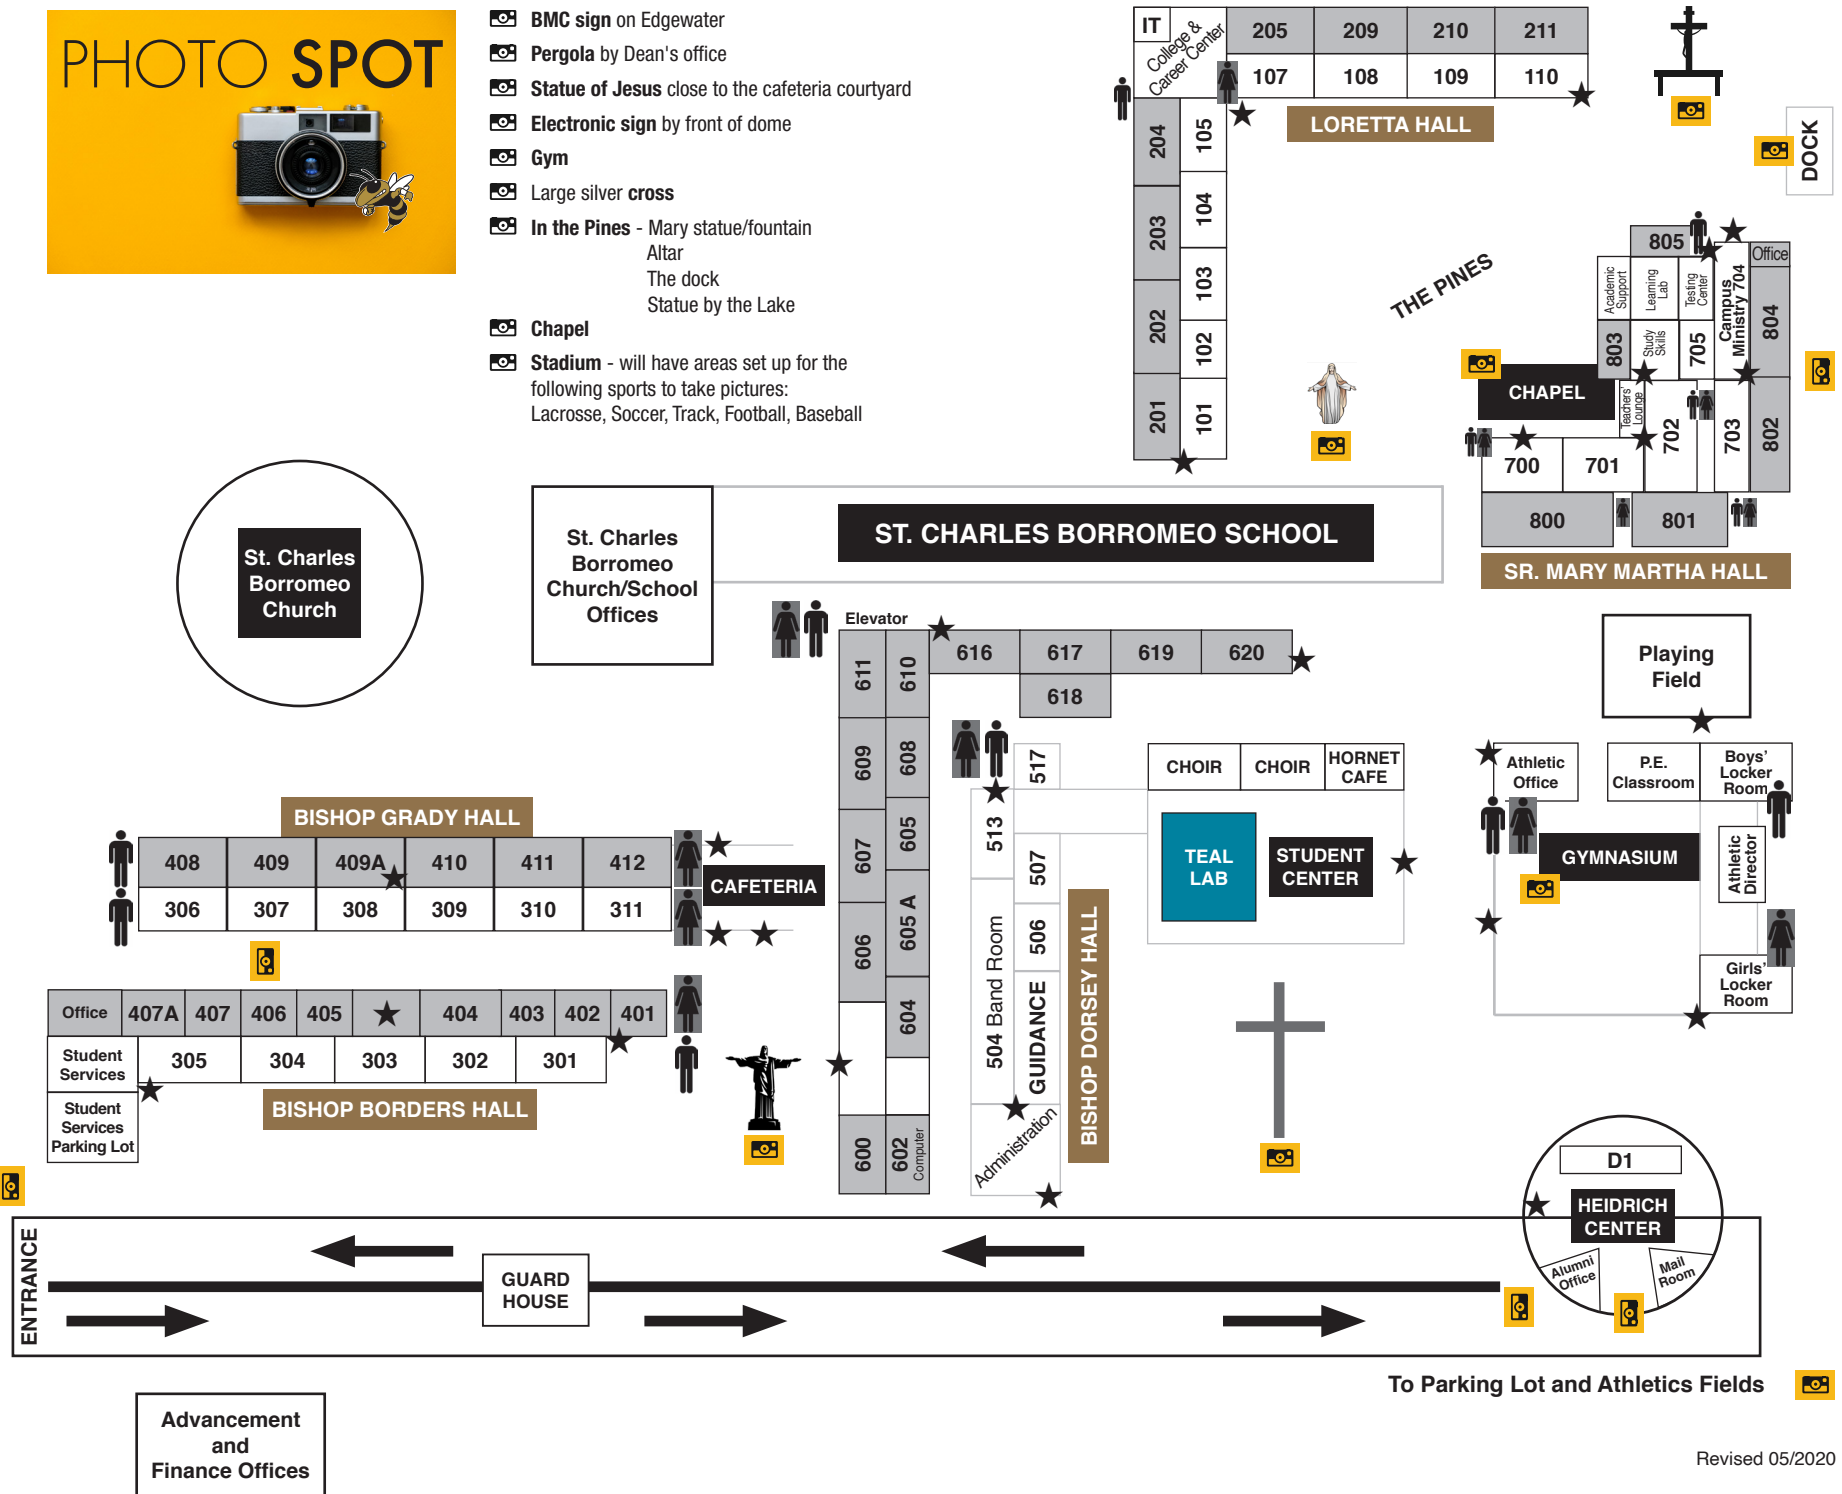 PHOTO SPOT
BMC sign on Edgewater
Pergola by Dean's office
Statue of Jesus close to the cafeteria courtyard
Electronic sign by front of dome
Gym
Large silver cross
In the Pines - Mary statue/fountain
Altar
The dock
Statue by the Lake
Chapel
Stadium - will have areas set up for the
following sports to take pictures:
Lacrosse, Soccer, Track, Football, Baseball
IT
College &
Career Center
205
209
210
211
107
108
109
110
LORETTA HALL
204
105
203
104
103
202
102
201
101
DOCK
THE PINES
805
Office
Academic
Support
Learning
Lab
Testing
Center
Campus
Ministry 704
804
803
Study
Skills
705
CHAPEL
Teachers'
Lounge
702
703
802
700
701
800
801
SR. MARY MARTHA HALL
St. Charles
Borromeo
Church
St. Charles
Borromeo
Church/School
Offices
ST. CHARLES BORROMEO SCHOOL
Elevator
611
610
616
617
619
620
618
609
608
607
605
606
605 A
604
600
602
Computer
517
513
507
506
504 Band Room
GUIDANCE
Administration
BISHOP DORSEY HALL
CHOIR
CHOIR
HORNET
CAFE
TEAL
LAB
STUDENT
CENTER
Playing
Field
Athletic
Office
P.E.
Classroom
Boys'
Locker
Room
GYMNASIUM
Athletic
Director
Girls'
Locker
Room
BISHOP GRADY HALL
408
409
409A
410
411
412
306
307
308
309
310
311
CAFETERIA
Office
407A
407
406
405
404
403
402
401
Student
Services
305
304
303
302
301
Student
Services
Parking Lot
BISHOP BORDERS HALL
D1
HEIDRICH
CENTER
Alumni
Office
Mail
Room
ENTRANCE
GUARD
HOUSE
To Parking Lot and Athletics Fields
Advancement
and
Finance Offices
Revised 05/2020